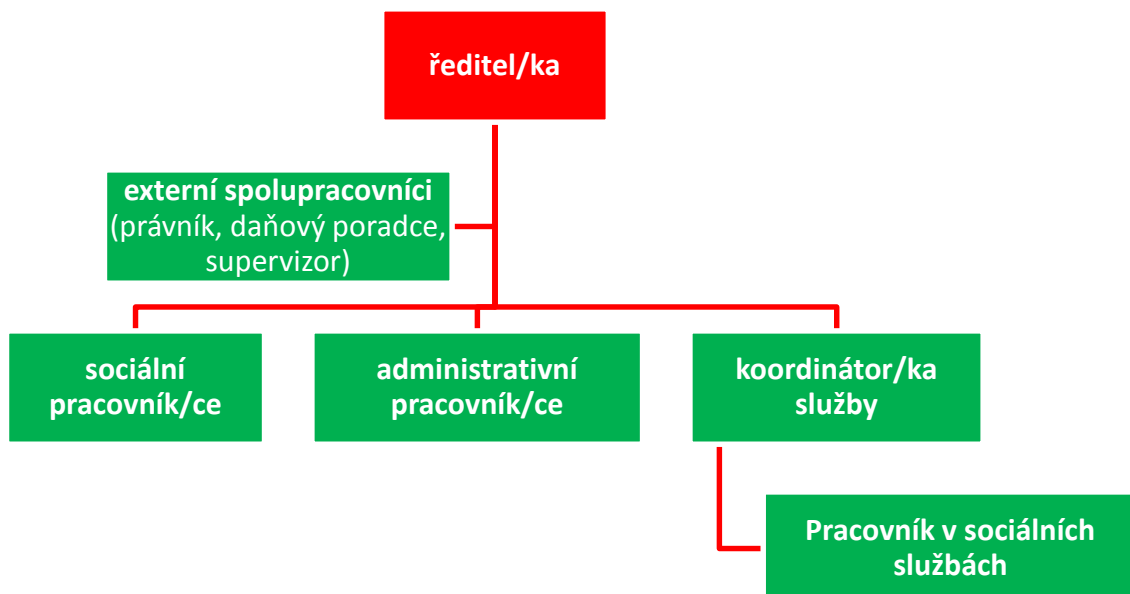 ředitel/ka
externí spolupracovníci
(právník, daňový poradce,
supervizor)
sociální
pracovník/ce
administrativní
pracovník/ce
koordinátor/ka
služby
Pracovník v sociálních
službách